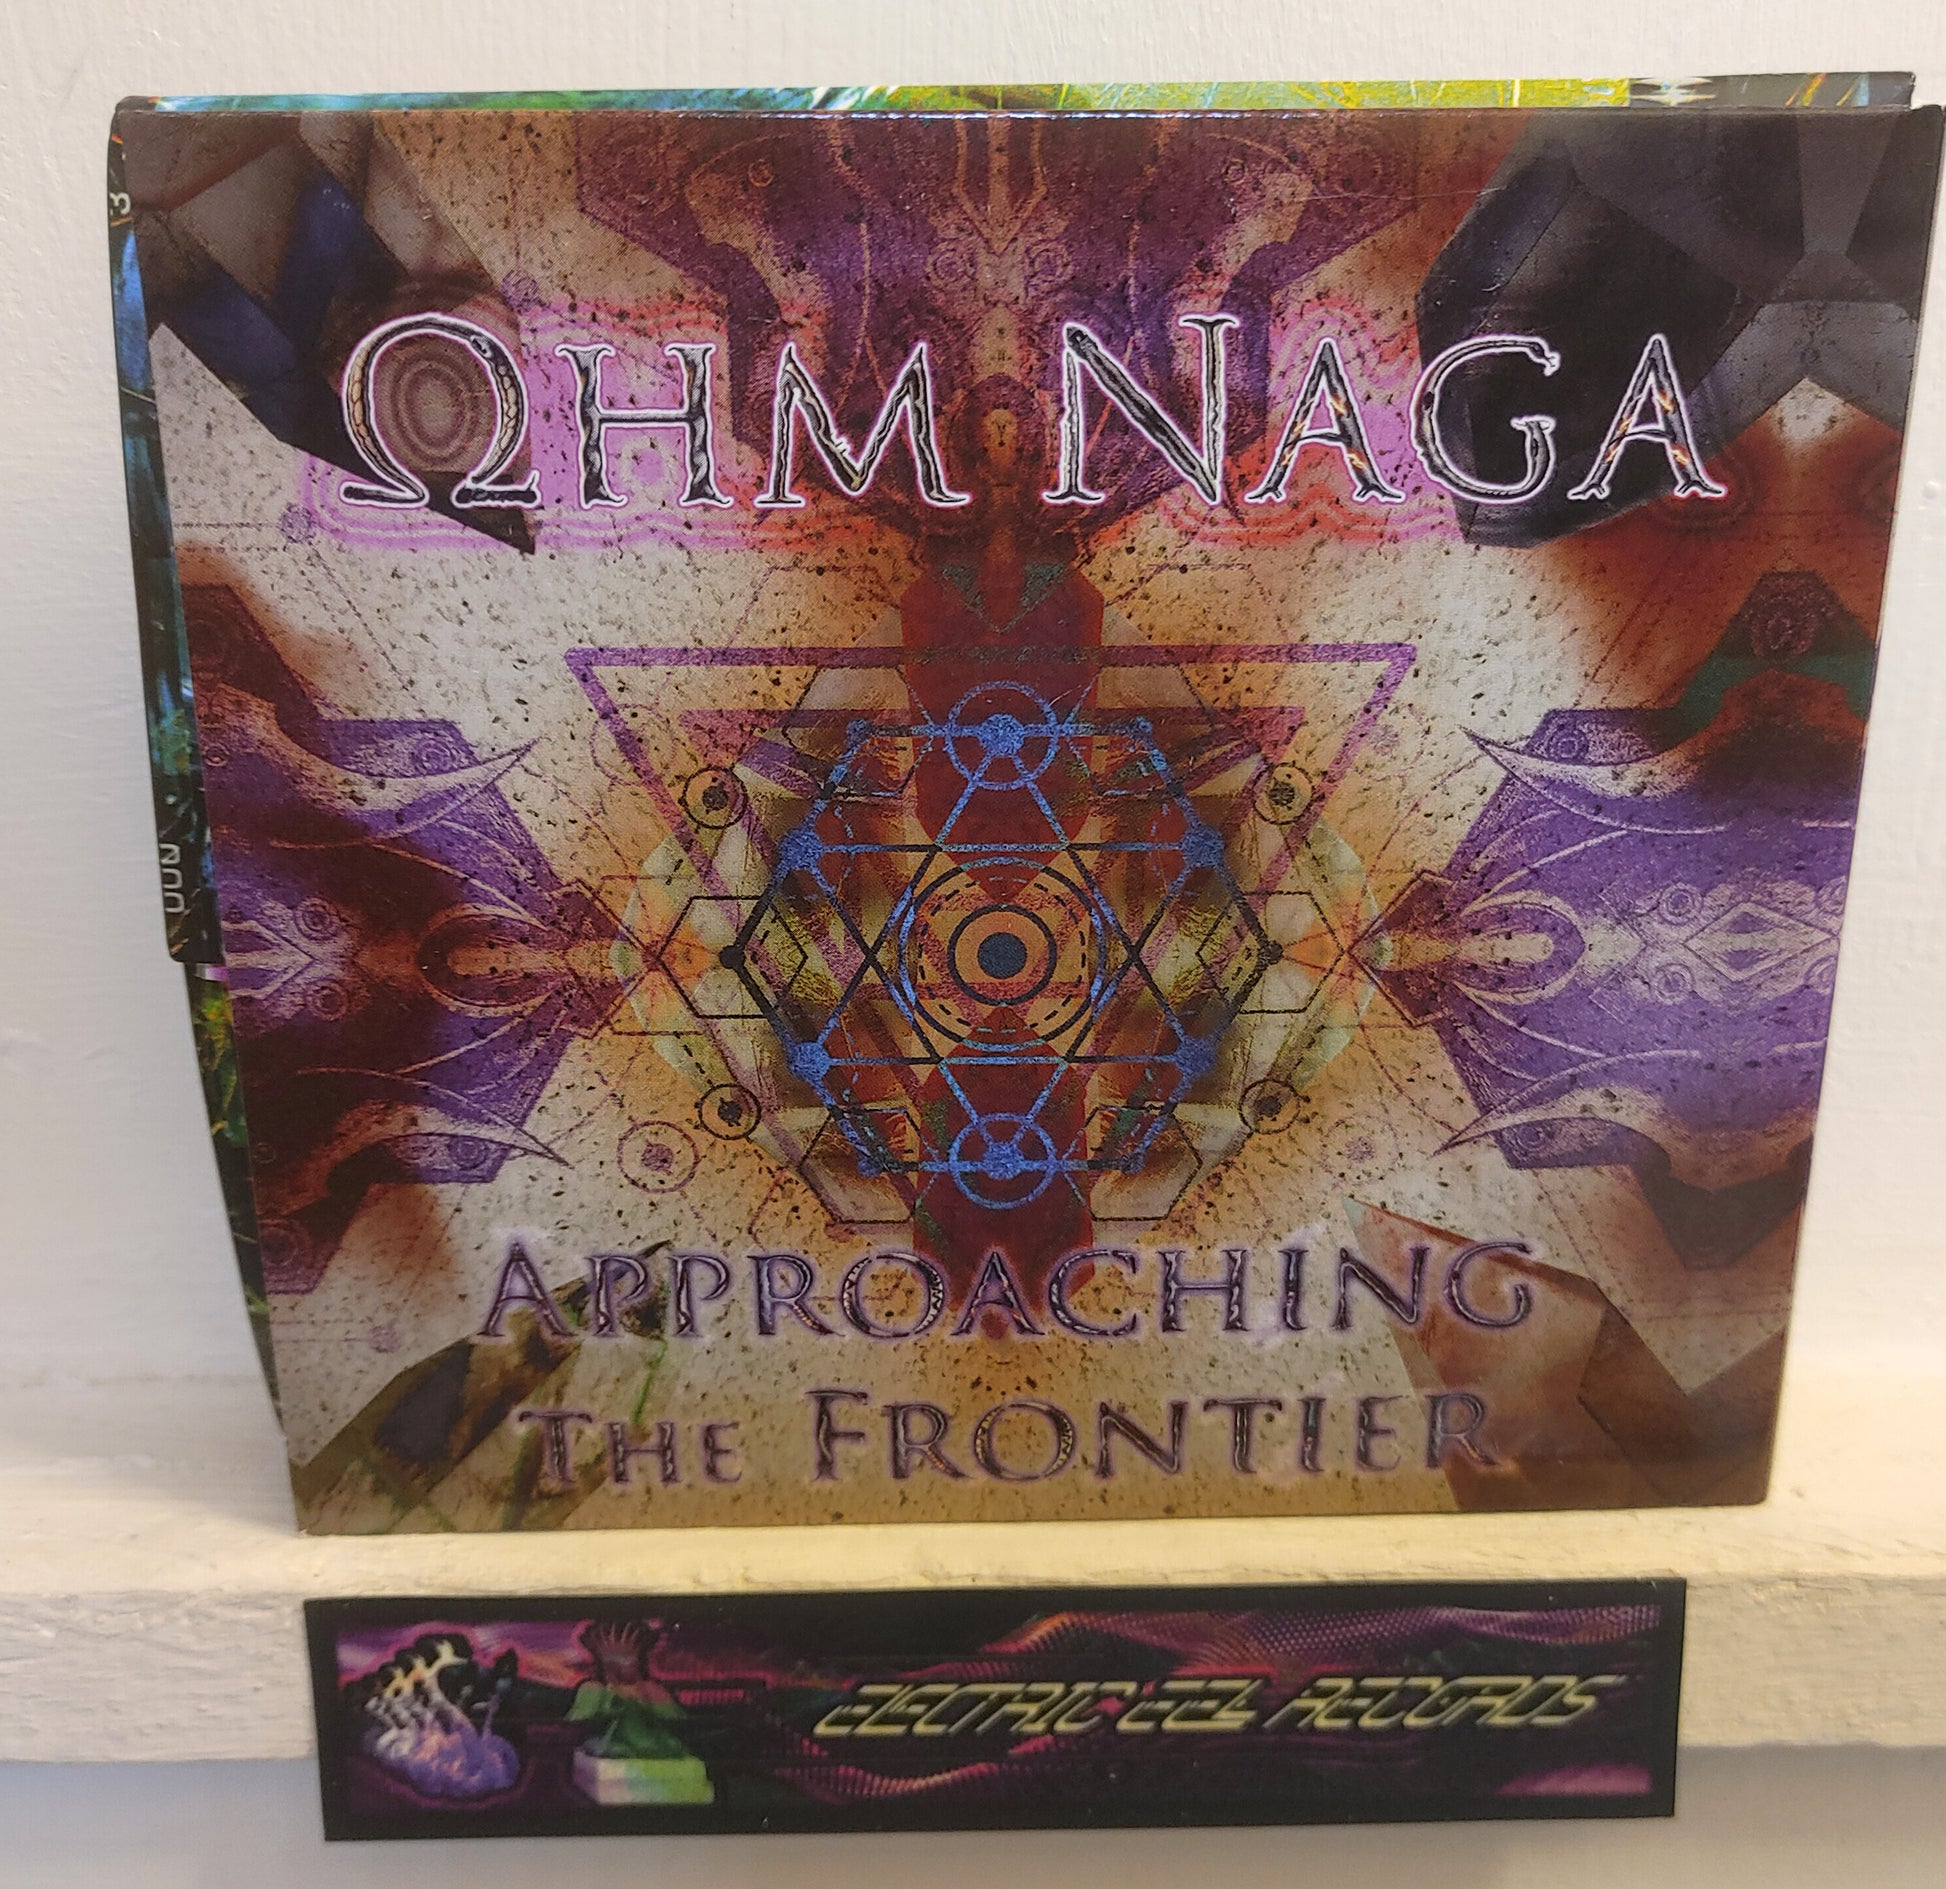 ΩHM NAGA
APPROACHING
THE FRONTIER
ELECTRIC EEL RECORDS